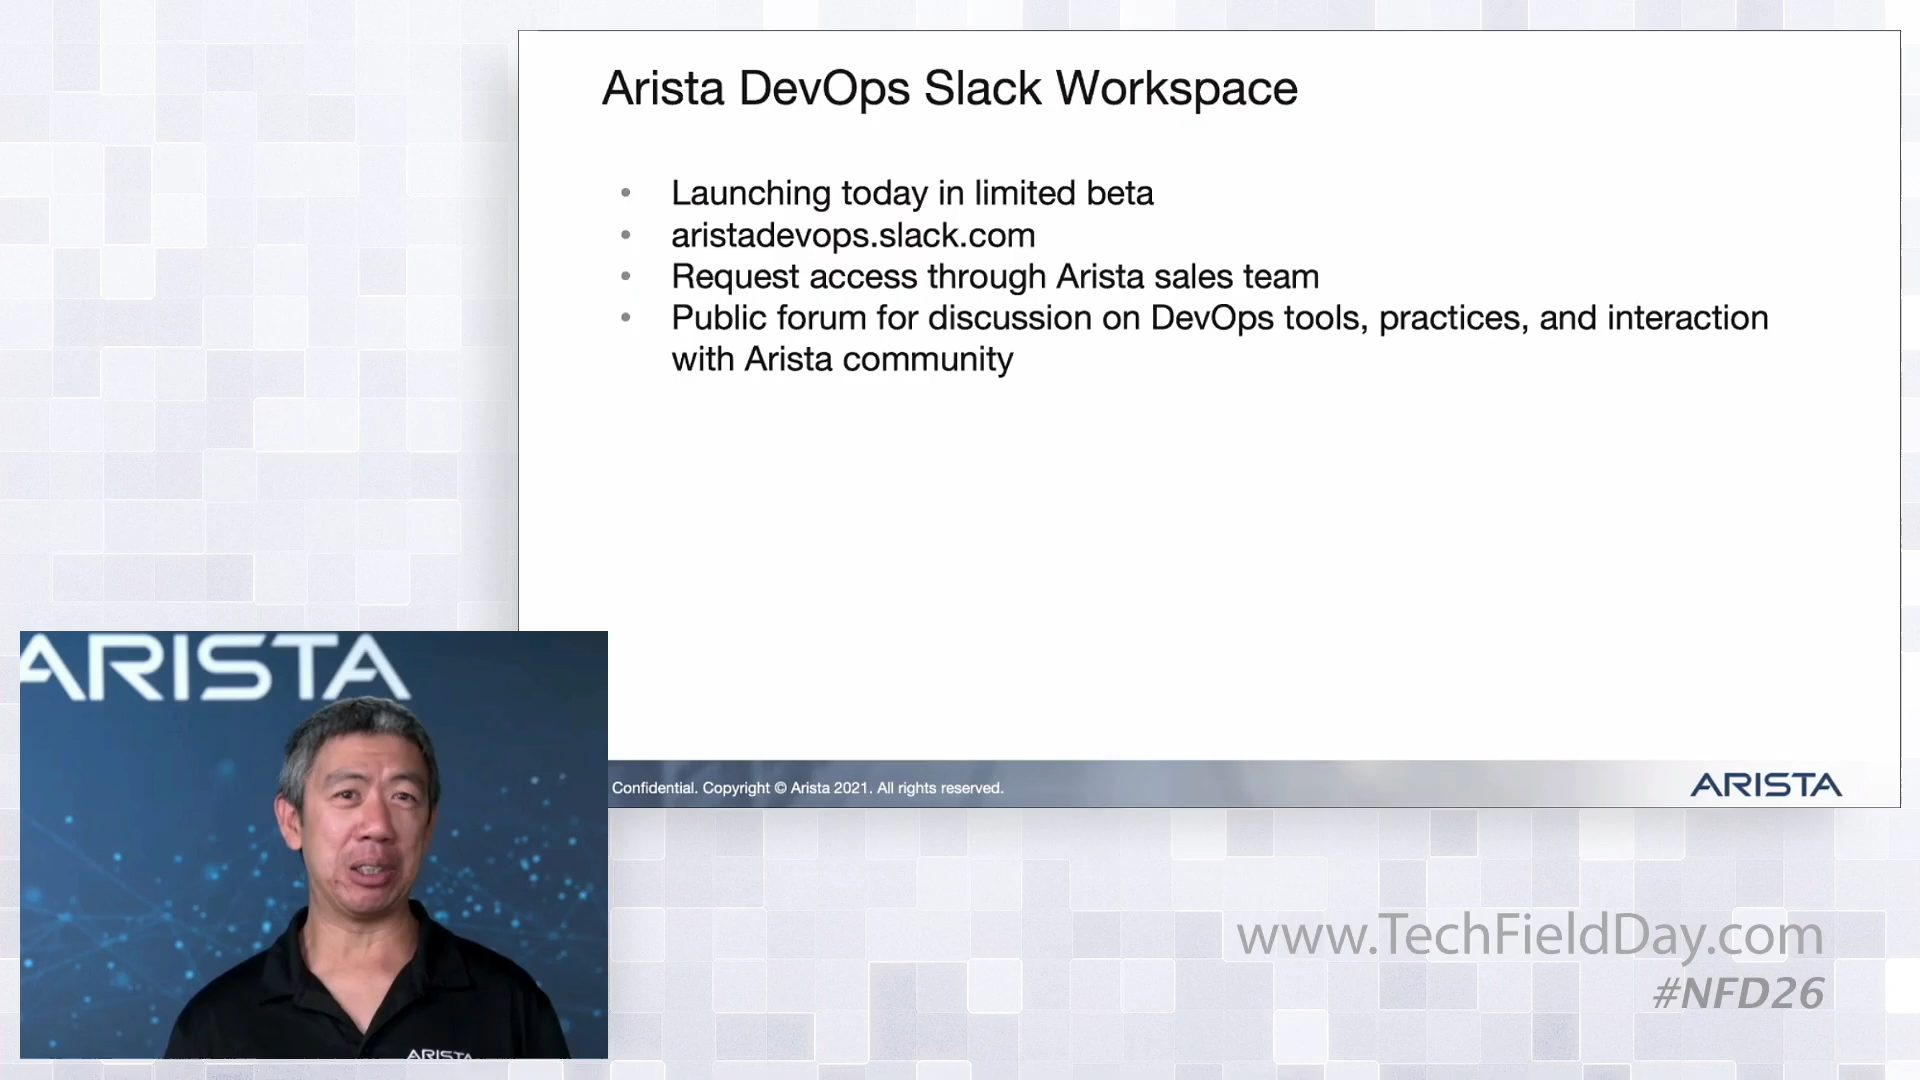 Arista DevOps Slack Workspace
• Launching today in limited beta
• aristadevops.slack.com
• Request access through Arista sales team
• Public forum for discussion on DevOps tools, practices, and interaction
with Arista community
ARISTA
ARISTA
Confidential. Copyright © Arista 2021. All rights reserved.
ARISTA
www.TechFieldDay.com
#NFD26